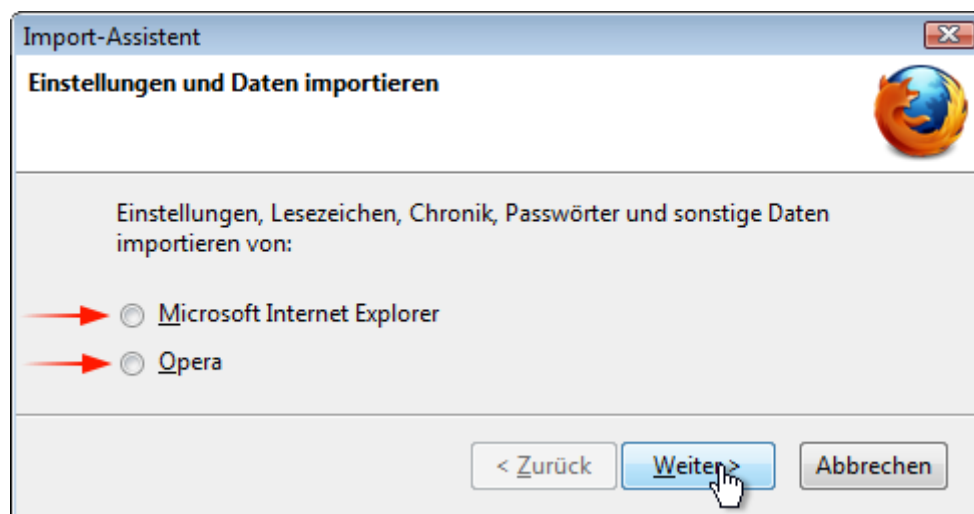 Import-Assistent
Einstellungen und Daten importieren
Einstellungen, Lesezeichen, Chronik, Passwörter und sonstige Daten
importieren von:
Microsoft Internet Explorer
Opera
< Zurück Weiter > Abbrechen